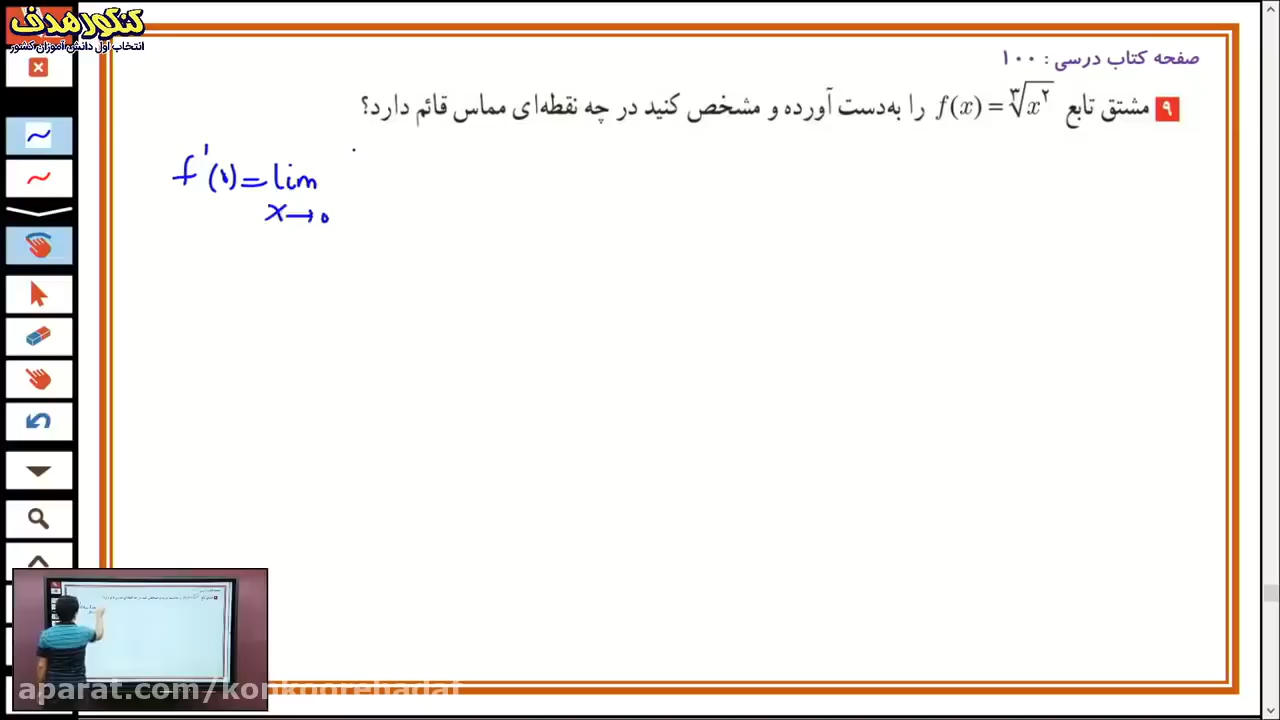 کنکور هدف
انتخاب اول دانش آموزان کشور
صفحه کتاب درسی : ۱۰۰
۹ مشتق تابع f(x) = ∛x² را به‌دست آورده و مشخص کنید در چه نقطه‌ای مماس قائم دارد؟
f'(0) = lim
x→0
aparat.com/konkoorehadaf